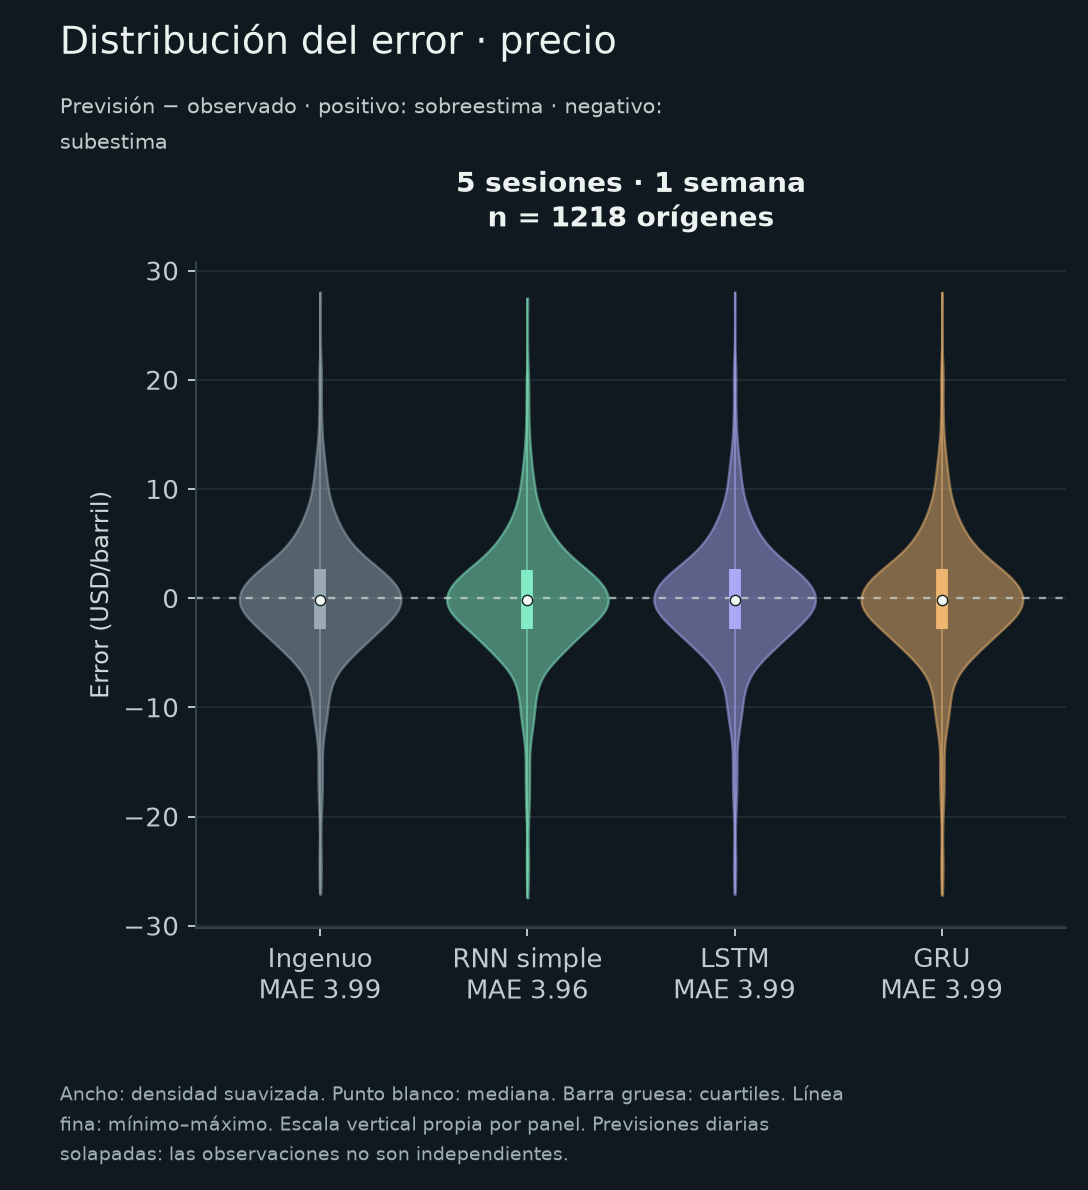 Distribución del error · precio
Previsión − observado · positivo: sobreestima · negativo:
subestima
5 sesiones · 1 semana
n = 1218 orígenes
Error (USD/barril)
30
20
10
0
−10
−20
−30
Ingenuo
MAE 3.99
RNN simple
MAE 3.96
LSTM
MAE 3.99
GRU
MAE 3.99
Ancho: densidad suavizada. Punto blanco: mediana. Barra gruesa: cuartiles. Línea
fina: mínimo–máximo. Escala vertical propia por panel. Previsiones diarias
solapadas: las observaciones no son independientes.